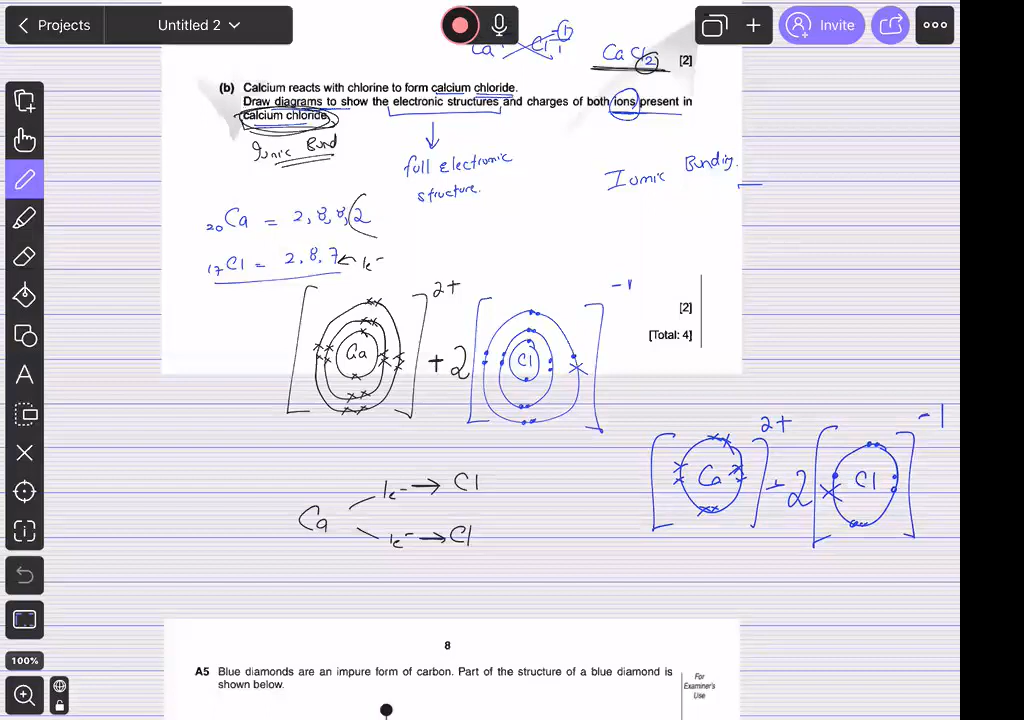 Projects
Untitled 2
Invite
Ca Cl -1
1
CaCl2 [2]
(b) Calcium reacts with chlorine to form calcium chloride.
Draw diagrams to show the electronic structures and charges of both ions present in
calcium chloride.
Ionic Bond
full electronic
structure.
Ionic Bonding.
20Ca = 2,8,8,2
17Cl = 2,8,7 ← 1e-
[2]
[Total: 4]
[Ca]2+ + 2[Cl]-1
[Ca]2+ + 2[Cl]-1
1e- → Cl
Ca
1e- → Cl
100%
8
A5 Blue diamonds are an impure form of carbon. Part of the structure of a blue diamond is
shown below.
For
Examiner's
Use